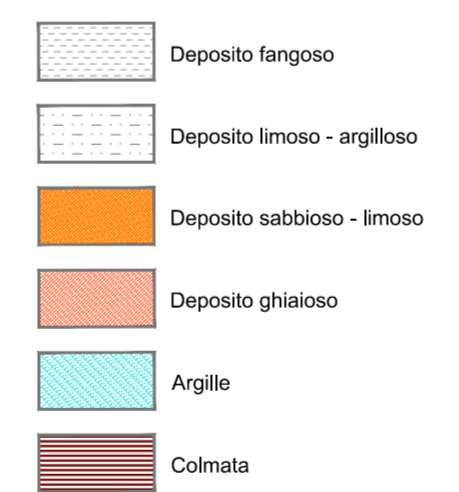 Deposito fangoso
Deposito limoso - argilloso
Deposito sabbioso - limoso
Deposito ghiaioso
Argille
Colmata